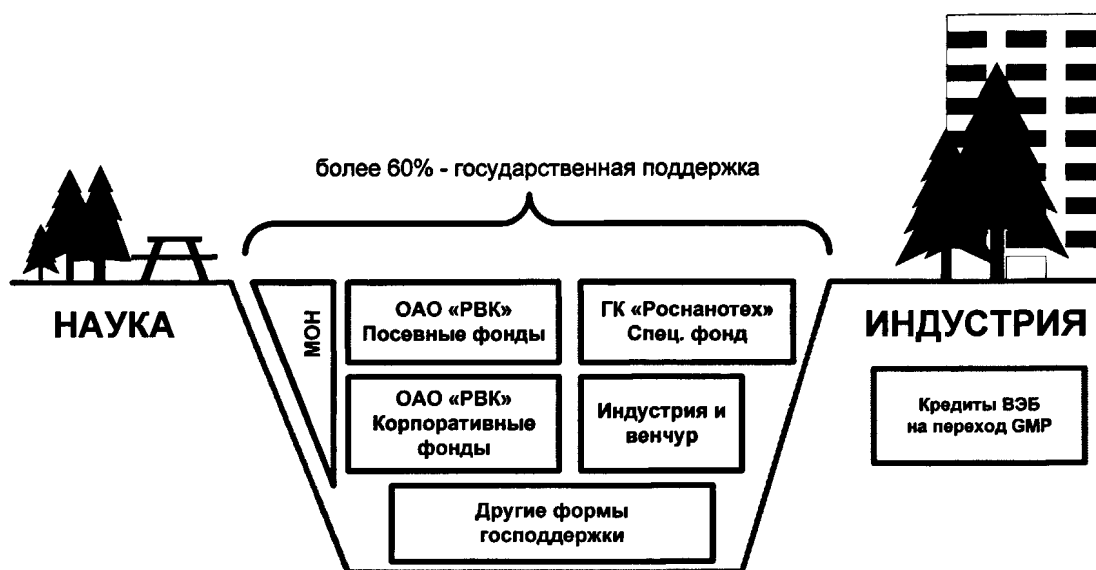 более 60% - государственная поддержка
НАУКА
МОН
ОАО «РВК»
Посевные фонды
ГК «Роснанотех»
Спец. фонд
ОАО «РВК»
Корпоративные
фонды
Индустрия и
венчур
Другие формы
господдержки
ИНДУСТРИЯ
Кредиты ВЭБ
на переход GMP